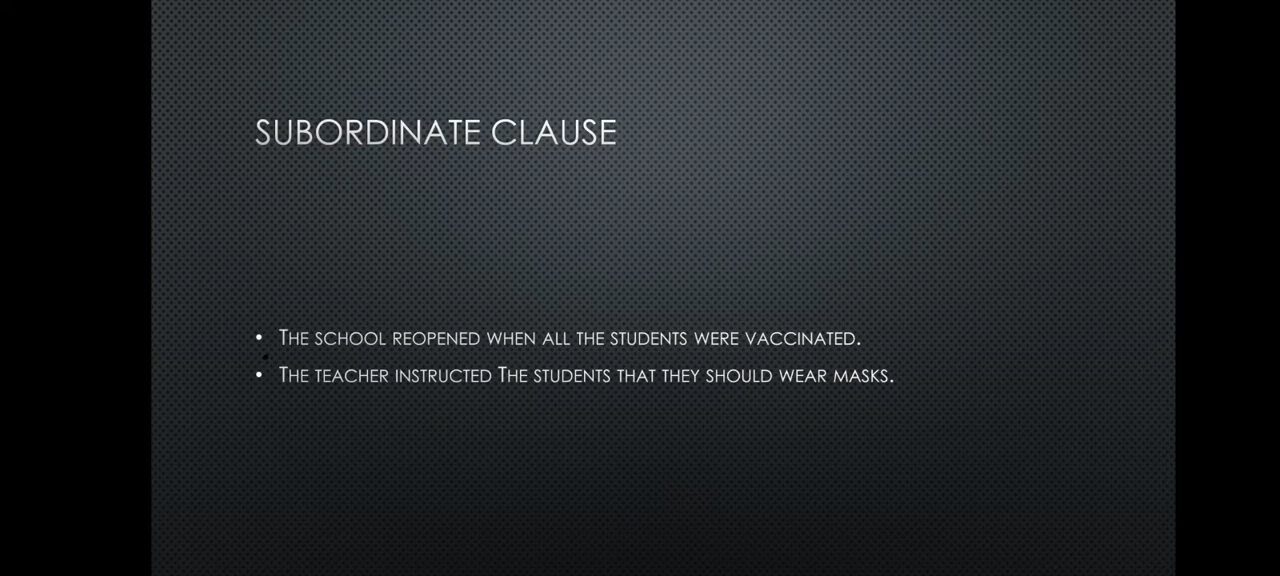 SUBORDINATE CLAUSE
• THE SCHOOL REOPENED WHEN ALL THE STUDENTS WERE VACCINATED.
• THE TEACHER INSTRUCTED THE STUDENTS THAT THEY SHOULD WEAR MASKS.